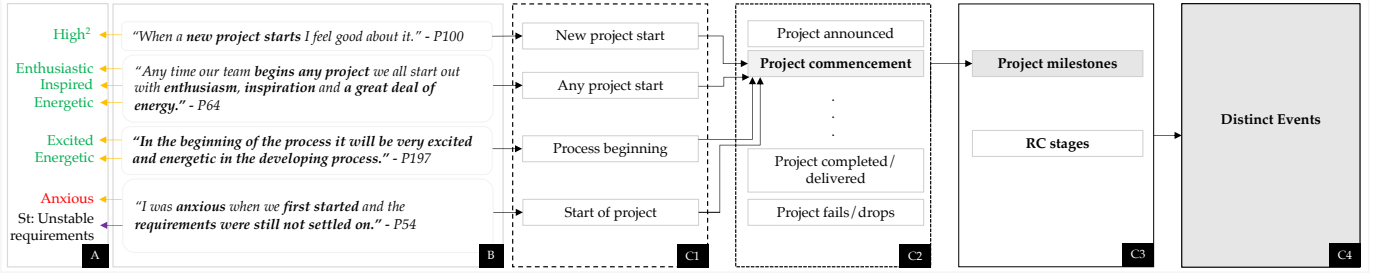 High²
Enthusiastic
Inspired
Energetic
Excited
Energetic
Anxious
St: Unstable
requirements
A
“When a new project starts I feel good about it.” - P100
“Any time our team begins any project we all start out
with enthusiasm, inspiration and a great deal of
energy.” - P64
“In the beginning of the process it will be very excited
and energetic in the developing process.” - P197
“I was anxious when we first started and the
requirements were still not settled on.” - P54
B
New project start
Any project start
Process beginning
Start of project
C1
Project announced
Project commencement
.
.
.
Project completed/
delivered
Project fails/drops
C2
Project milestones
RC stages
C3
Distinct Events
C4